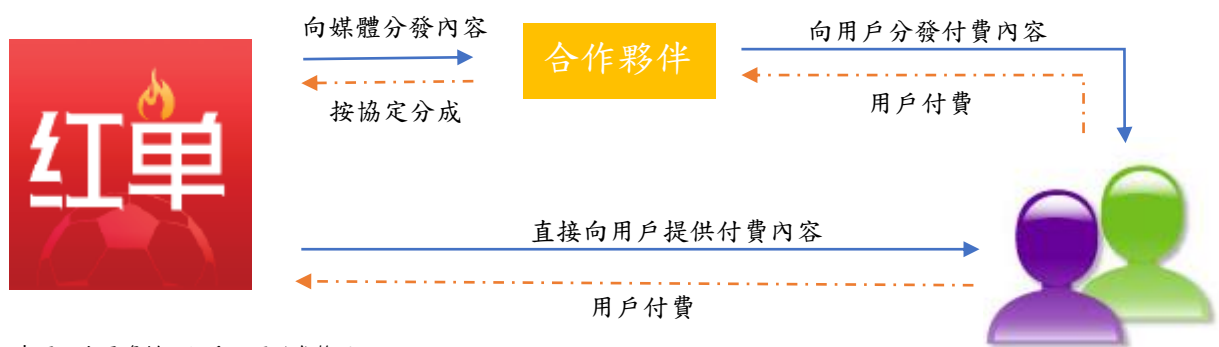 向媒體分發內容
合作夥伴
向用戶分發付費內容
按協定分成
用戶付費
红单
直接向用戶提供付費內容
用戶付費